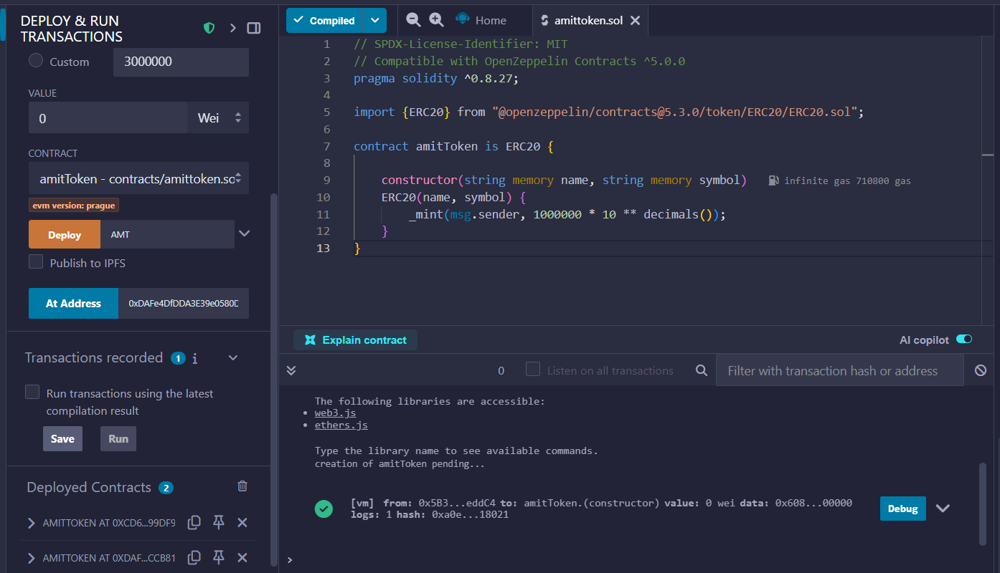 DEPLOY & RUN
TRANSACTIONS
Custom
3000000
VALUE
0
Wei
CONTRACT
amitToken - contracts/amittoken.so
evm version: prague
Deploy
AMT
Publish to IPFS
At Address
0xDAFe4DfDDA3E39e0580D
Transactions recorded 1 i
Run transactions using the latest
compilation result
Save
Run
Deployed Contracts 2
AMITTOKEN AT 0XCD6...99DF9
AMITTOKEN AT 0XDAF...CCB81
Compiled
Home
amittoken.sol
1 // SPDX-License-Identifier: MIT
2 // Compatible with OpenZeppelin Contracts ^5.0.0
3 pragma solidity ^0.8.27;
4
5 import {ERC20} from "@openzeppelin/contracts@5.3.0/token/ERC20/ERC20.sol";
6
7 contract amitToken is ERC20 {
8
9 constructor(string memory name, string memory symbol) infinite gas 710800 gas
10 ERC20(name, symbol) {
11 _mint(msg.sender, 1000000 * 10 ** decimals());
12 }
13 }
Explain contract
AI copilot
0
Listen on all transactions
Filter with transaction hash or address
The following libraries are accessible:
• web3.js
• ethers.js
Type the library name to see available commands.
creation of amitToken pending...
[vm] from: 0x5B3...eddC4 to: amitToken.(constructor) value: 0 wei data: 0x608...00000
logs: 1 hash: 0xa0e...18021
Debug
>